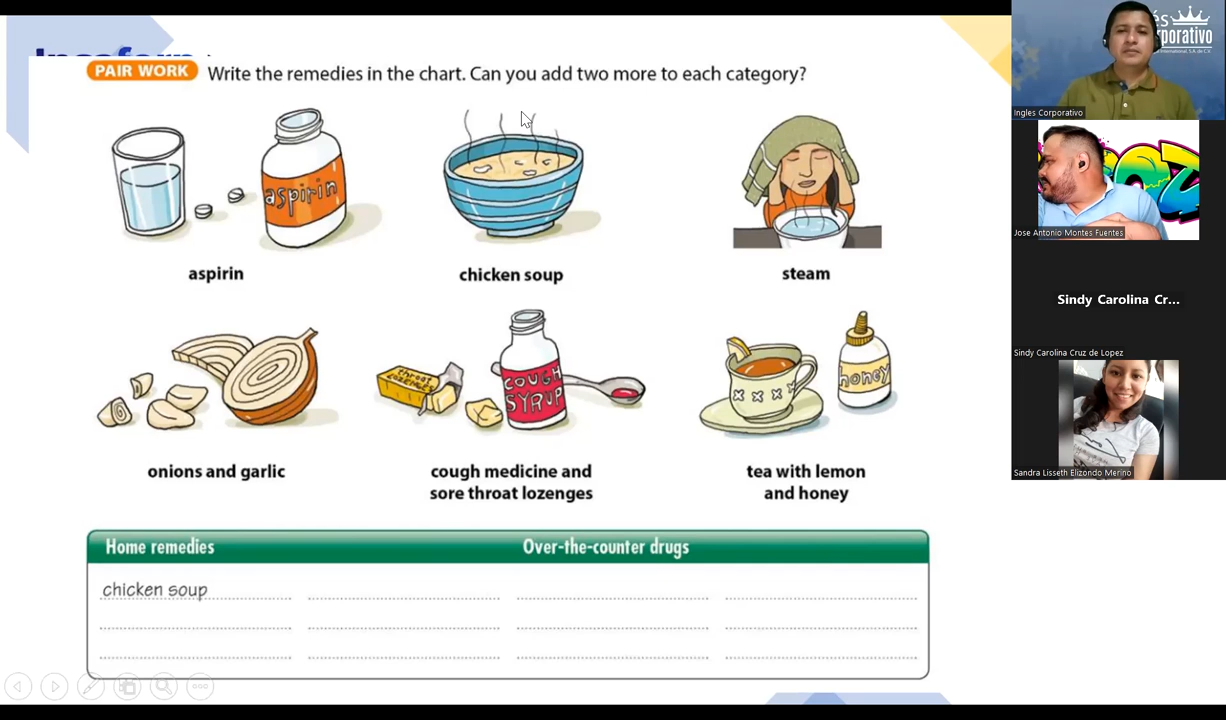 PAIR WORK Write the remedies in the chart. Can you add two more to each category?
aspirin
aspirin
chicken soup
steam
onions and garlic
throat lozenges
COUGH SYRUP
cough medicine and
sore throat lozenges
honey
tea with lemon
and honey
Home remedies
Over-the-counter drugs
chicken soup
Ingles Corporativo
Jose Antonio Montes Fuentes
Sindy Carolina Cr...
Sindy Carolina Cruz de Lopez
Sandra Lisseth Elizondo Merino